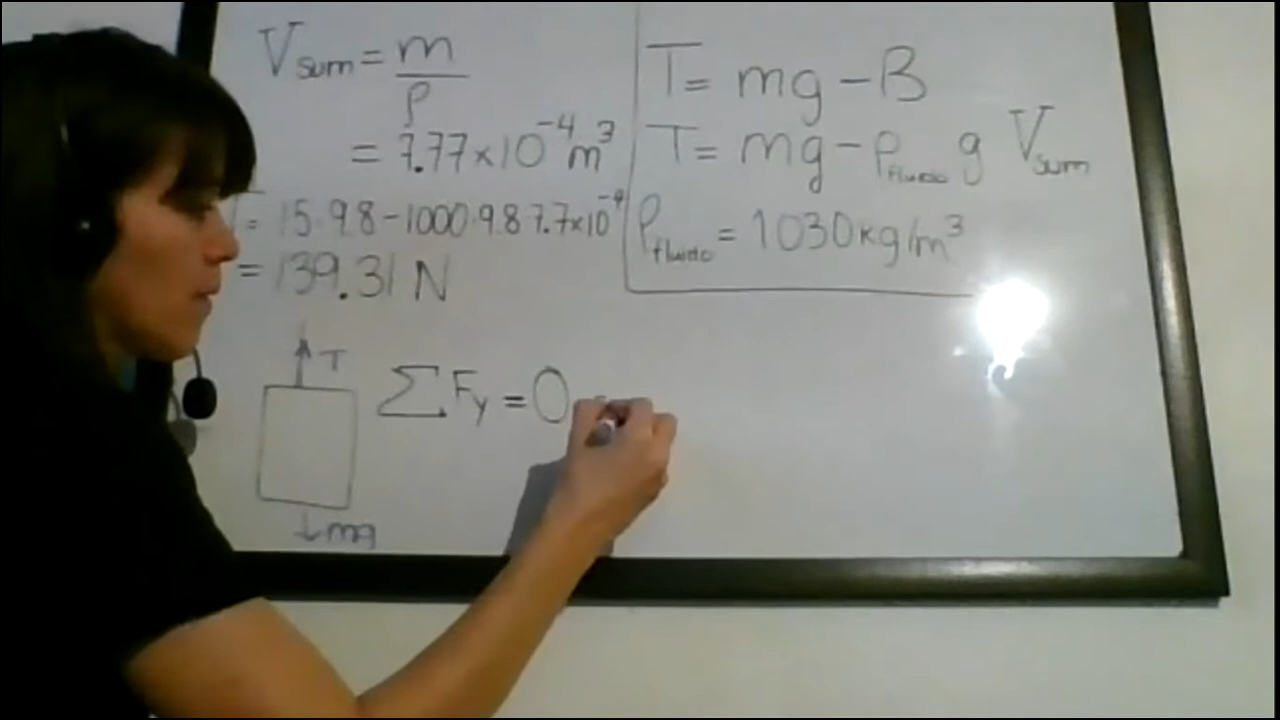 V sum = m
ρ
= 7.77×10⁻⁴ m³
= 15·9.8−1000·9.8·7.7×10⁻⁴
= 139.31 N
T
ΣFy = 0
↓mg
T = mg − B
T = mg − ρfluido g Vsum
ρfluido = 1030 kg/m³